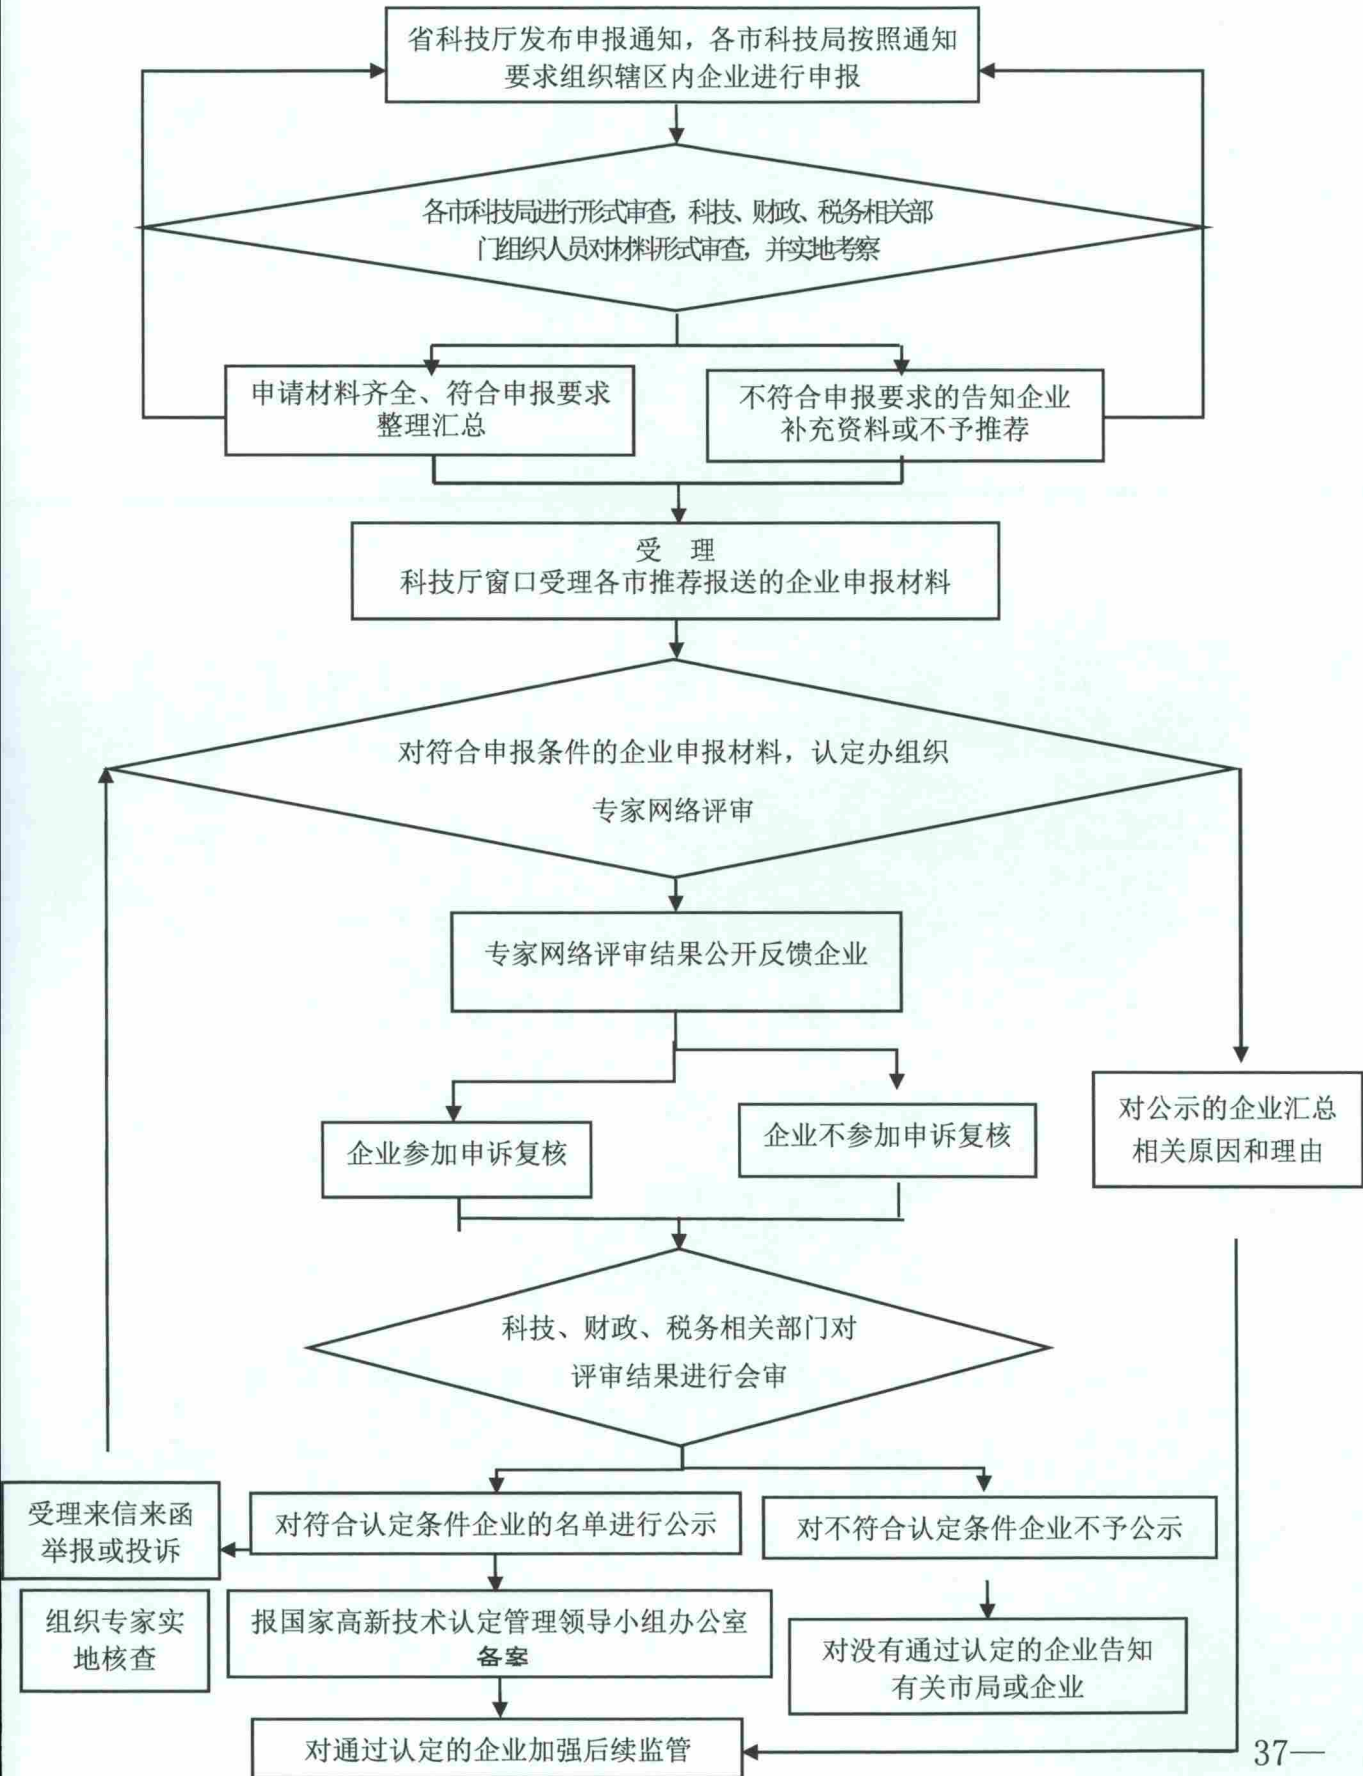 省科技厅发布申报通知，各市科技局按照通知
要求组织辖区内企业进行申报
各市科技局进行形式审查，科技、财政、税务相关部
门组织人员对材料形式审查，并实地考察
申请材料齐全、符合申报要求
整理汇总
不符合申报要求的告知企业
补充资料或不予推荐
受 理
科技厅窗口受理各市推荐报送的企业申报材料
对符合申报条件的企业申报材料，认定办组织
专家网络评审
专家网络评审结果公开反馈企业
企业参加申诉复核
企业不参加申诉复核
对公示的企业汇总
相关原因和理由
科技、财政、税务相关部门对
评审结果进行会审
受理来信来函
举报或投诉
对符合认定条件企业的名单进行公示
对不符合认定条件企业不予公示
组织专家实
地核查
报国家高新技术认定管理领导小组办公室
备案
对没有通过认定的企业告知
有关市局或企业
对通过认定的企业加强后续监管
37—